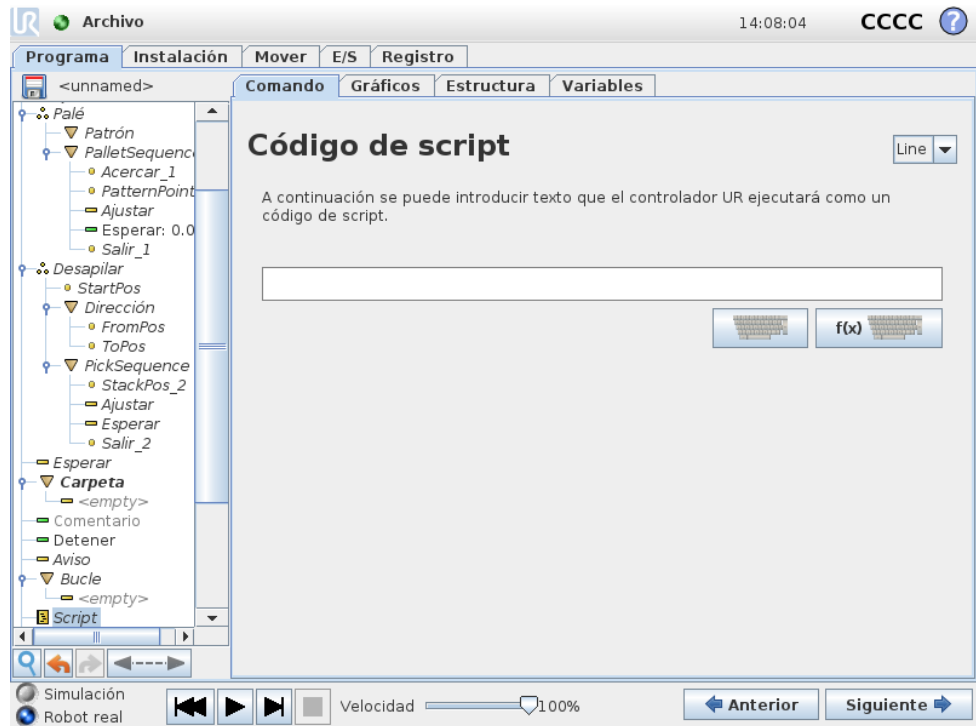 UR
Archivo
14:08:04
CCCC
?
Programa
Instalación
Mover
E/S
Registro
<unnamed>
Comando
Gráficos
Estructura
Variables
Palé
Patrón
PalletSequenc
Acercar_1
PatternPoint
Ajustar
Esperar: 0.0
Salir_1
Desapilar
StartPos
Dirección
FromPos
ToPos
PickSequence
StackPos_2
Ajustar
Esperar
Salir_2
Esperar
Carpeta
<empty>
Comentario
Detener
Aviso
Bucle
<empty>
Script
Código de script
Line
A continuación se puede introducir texto que el controlador UR ejecutará como un
código de script.
f(x)
Simulación
Robot real
Velocidad
100%
Anterior
Siguiente